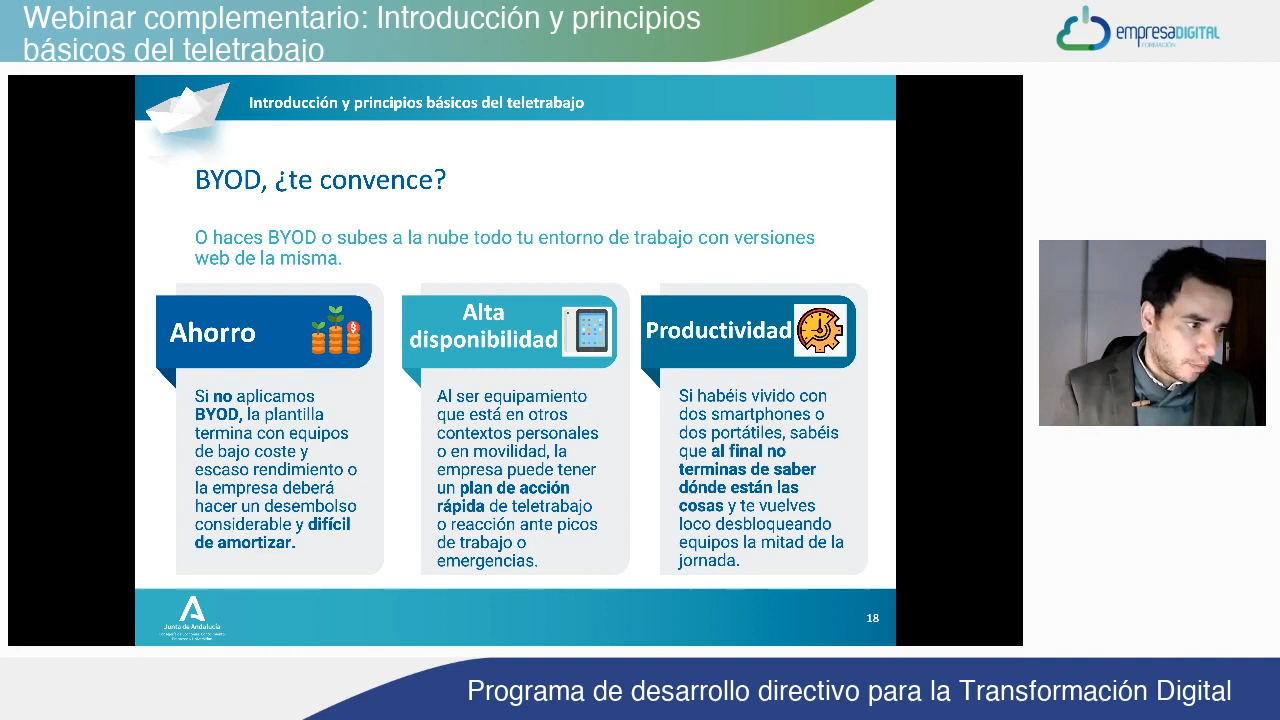 Webinar complementario: Introducción y principios
básicos del teletrabajo
empresaDIGITAL
FORMACIÓN
Introducción y principios básicos del teletrabajo
BYOD, ¿te convence?
O haces BYOD o subes a la nube todo tu entorno de trabajo con versiones
web de la misma.
Ahorro
Si no aplicamos
BYOD, la plantilla
termina con equipos
de bajo coste y
escaso rendimiento o
la empresa deberá
hacer un desembolso
considerable y difícil
de amortizar.
Alta
disponibilidad
Al ser equipamiento
que está en otros
contextos personales
o en movilidad, la
empresa puede tener
un plan de acción
rápida de teletrabajo
o reacción ante picos
de trabajo o
emergencias.
Productividad
Si habéis vivido con
dos smartphones o
dos portátiles, sabéis
que al final no
terminas de saber
dónde están las
cosas y te vuelves
loco desbloqueando
equipos la mitad de la
jornada.
Junta de Andalucía
18
Programa de desarrollo directivo para la Transformación Digital